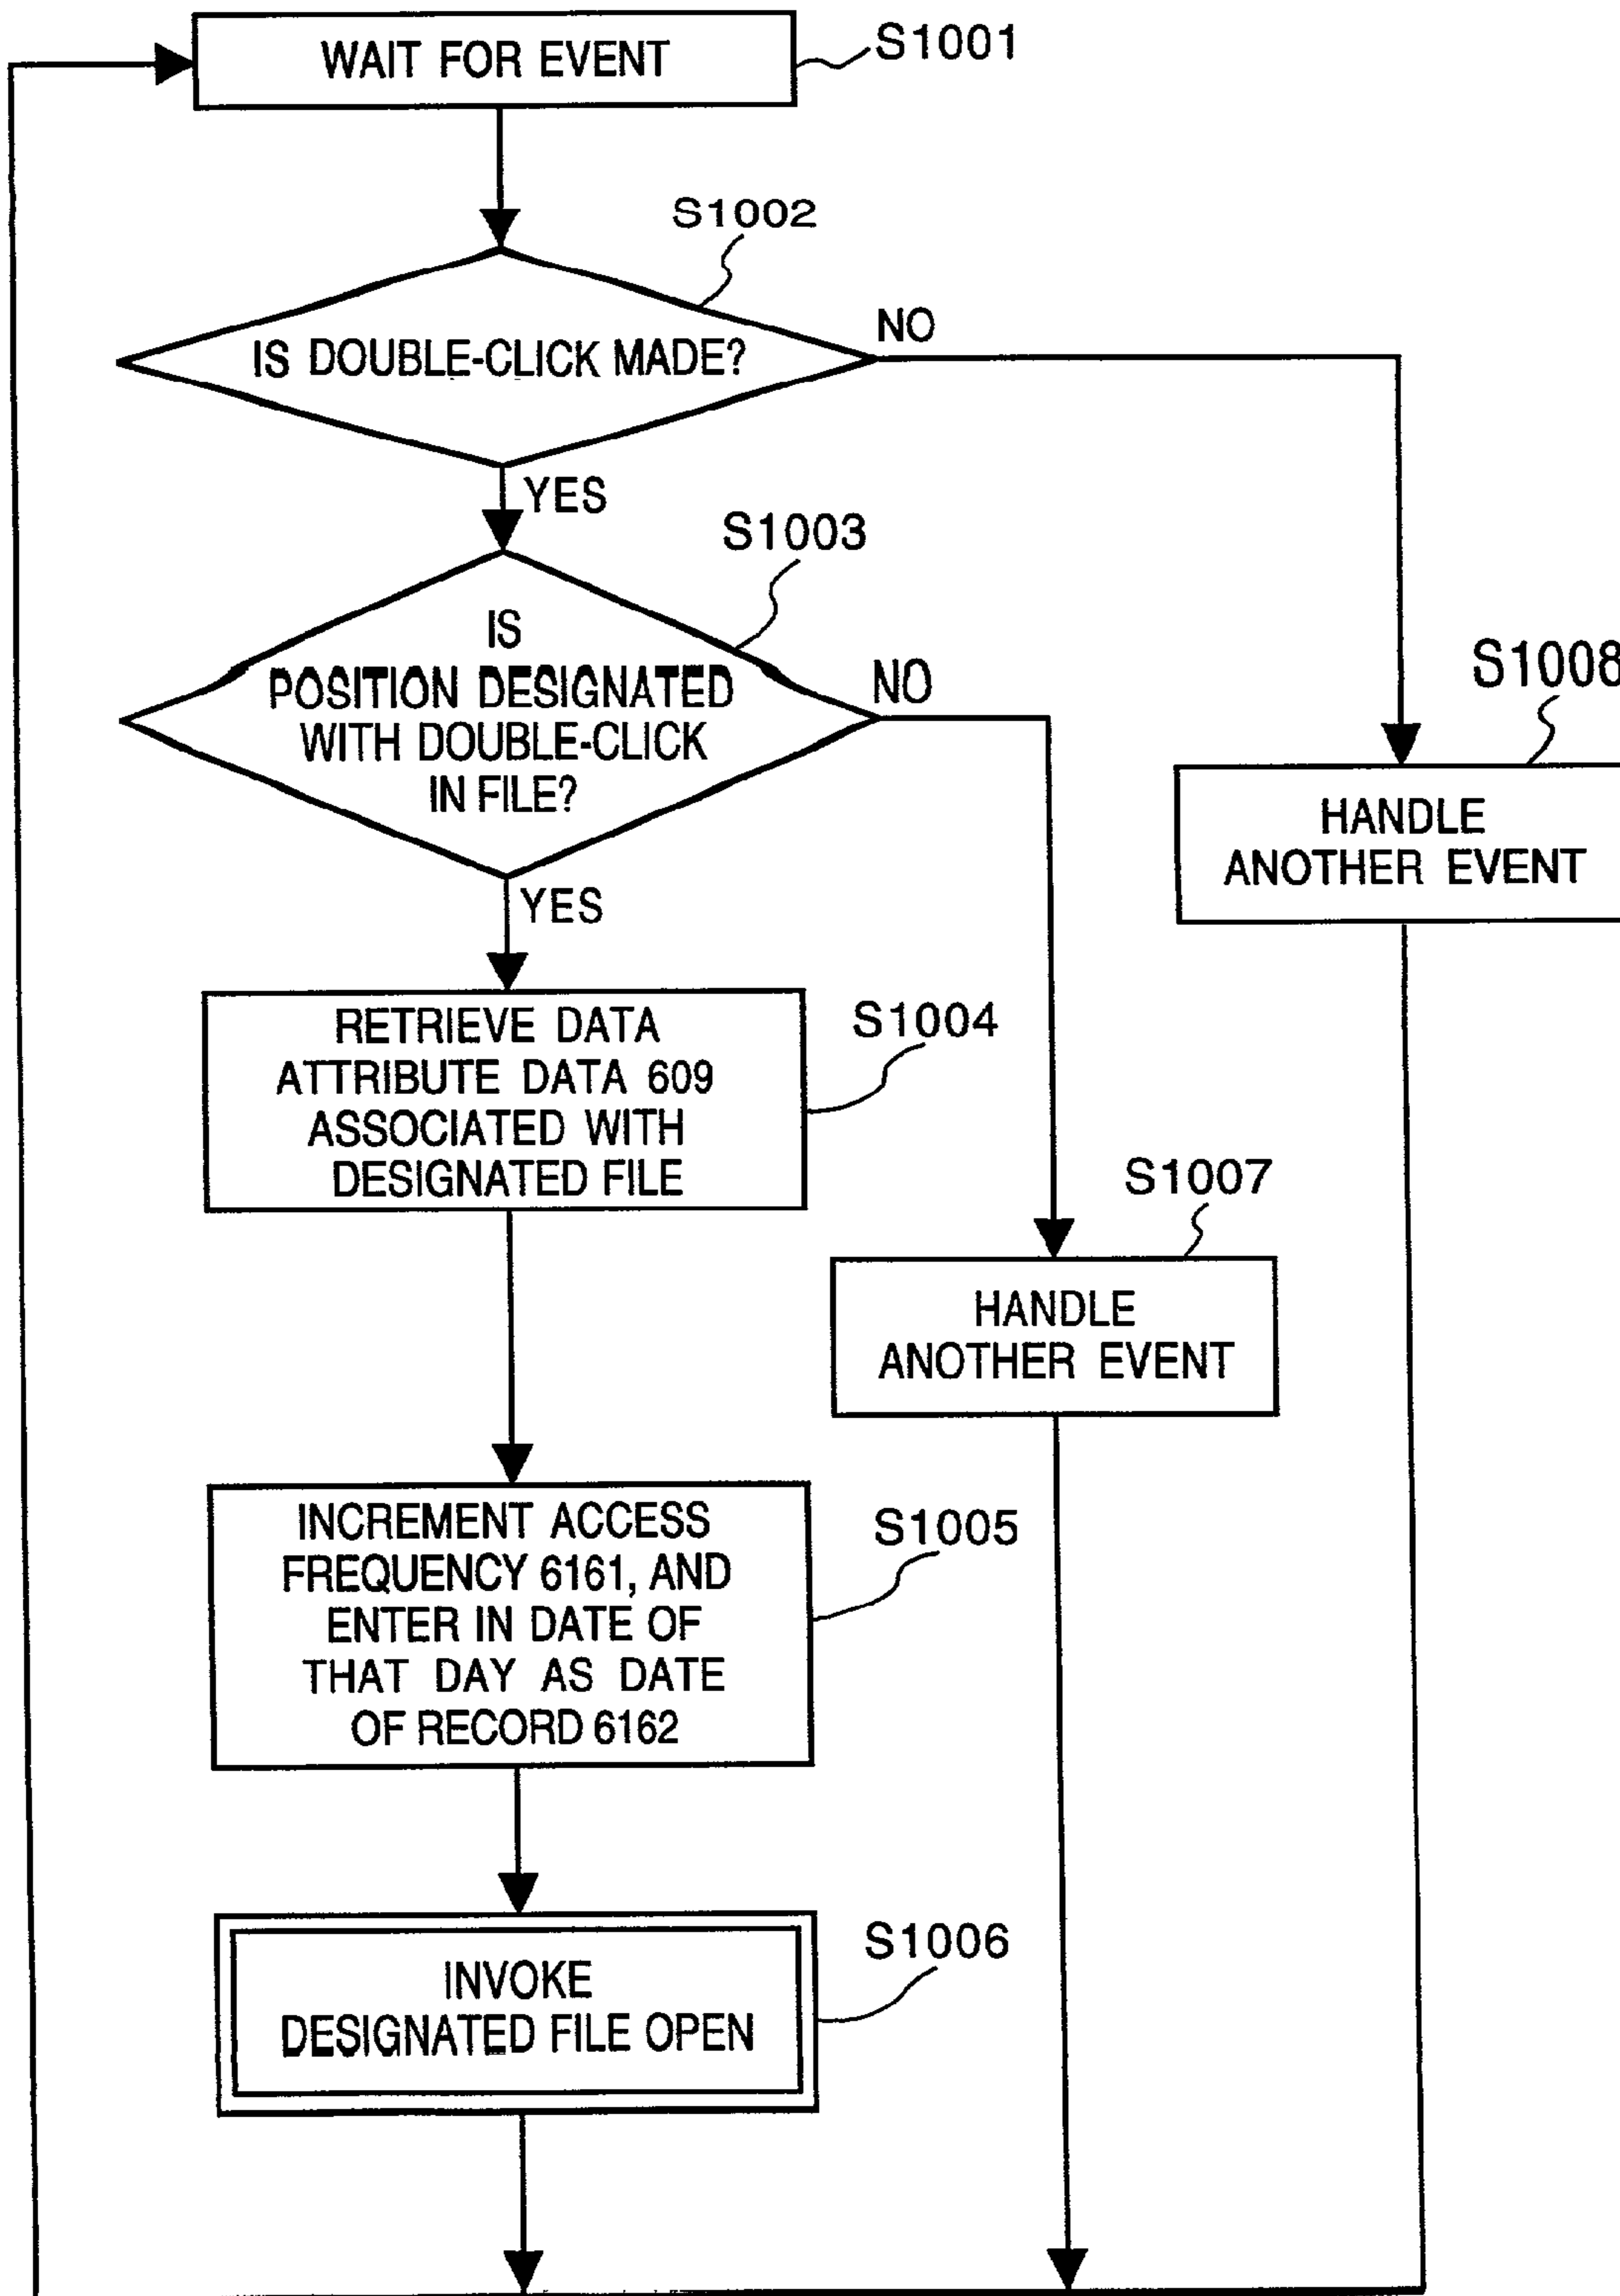 WAIT FOR EVENT
S1001
S1002
IS DOUBLE-CLICK MADE?
NO
YES
S1003
IS
POSITION DESIGNATED
WITH DOUBLE-CLICK
IN FILE?
NO
S1008
HANDLE
ANOTHER EVENT
YES
RETRIEVE DATA
ATTRIBUTE DATA 609
ASSOCIATED WITH
DESIGNATED FILE
S1004
S1007
HANDLE
ANOTHER EVENT
INCREMENT ACCESS
FREQUENCY 6161, AND
ENTER IN DATE OF
THAT DAY AS DATE
OF RECORD 6162
S1005
S1006
INVOKE
DESIGNATED FILE OPEN